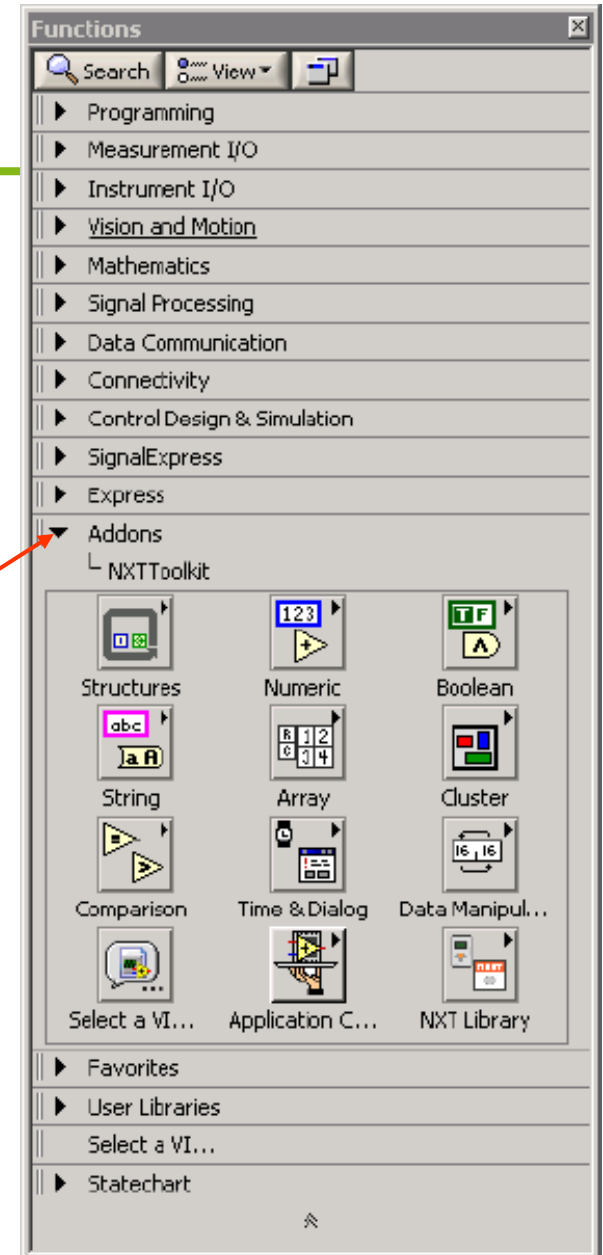 Functions
Search View
Programming
Measurement I/O
Instrument I/O
Vision and Motion
Mathematics
Signal Processing
Data Communication
Connectivity
Control Design & Simulation
SignalExpress
Express
Addons
NXTToolkit
123 TF
Structures Numeric Boolean
abc
a A
String Array Cluster
16 16
Comparison Time & Dialog Data Manipul...
Select a VI... Application C... NXT Library
Favorites
User Libraries
Select a VI...
Statechart